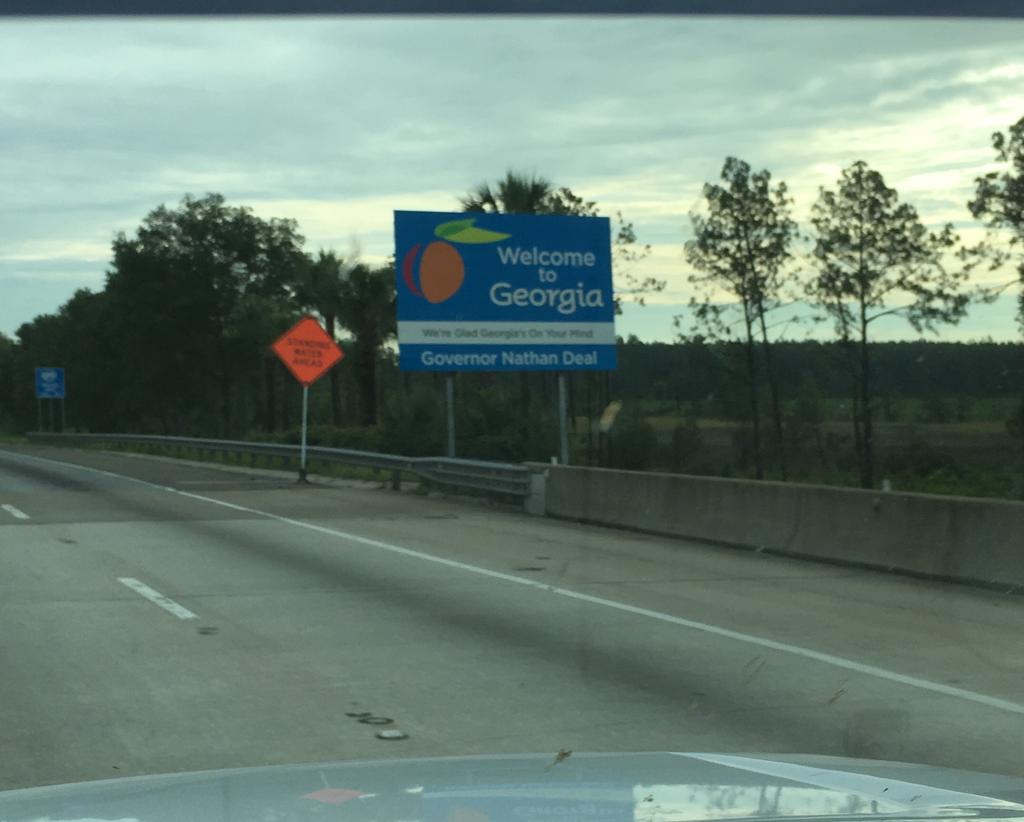 Welcome
to
Georgia
We're Glad Georgia's On Your Mind
Governor Nathan Deal
STANDING
WATER
AHEAD